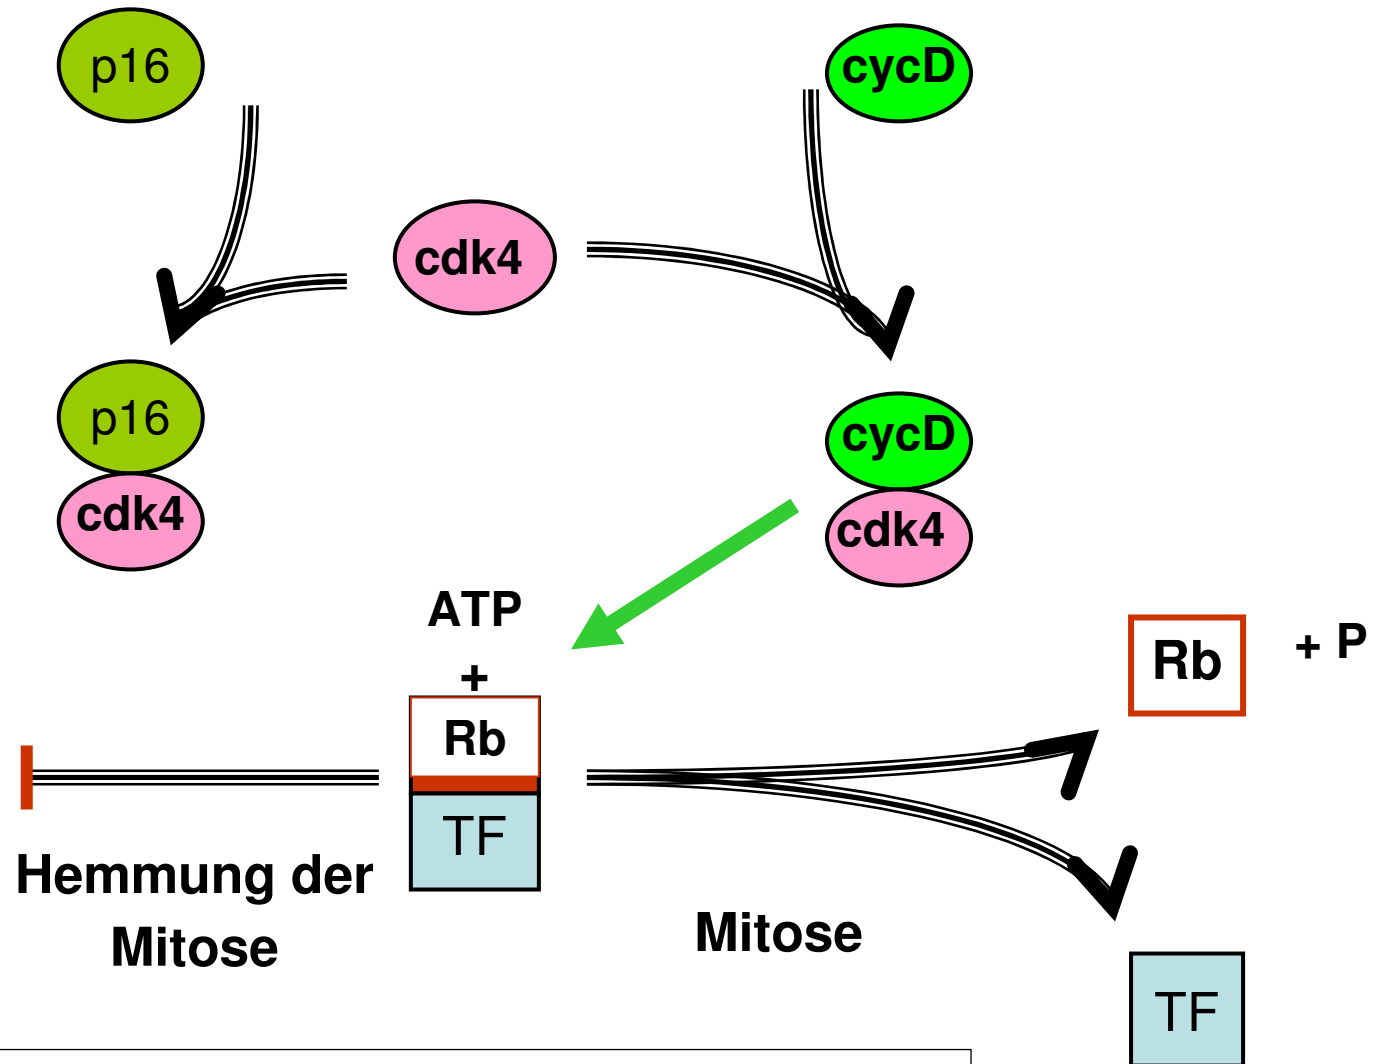 p16
cycD
cdk4
p16
cdk4
cycD
cdk4
ATP
+
Rb
TF
Rb
+ P
Hemmung der
Mitose
Mitose
TF